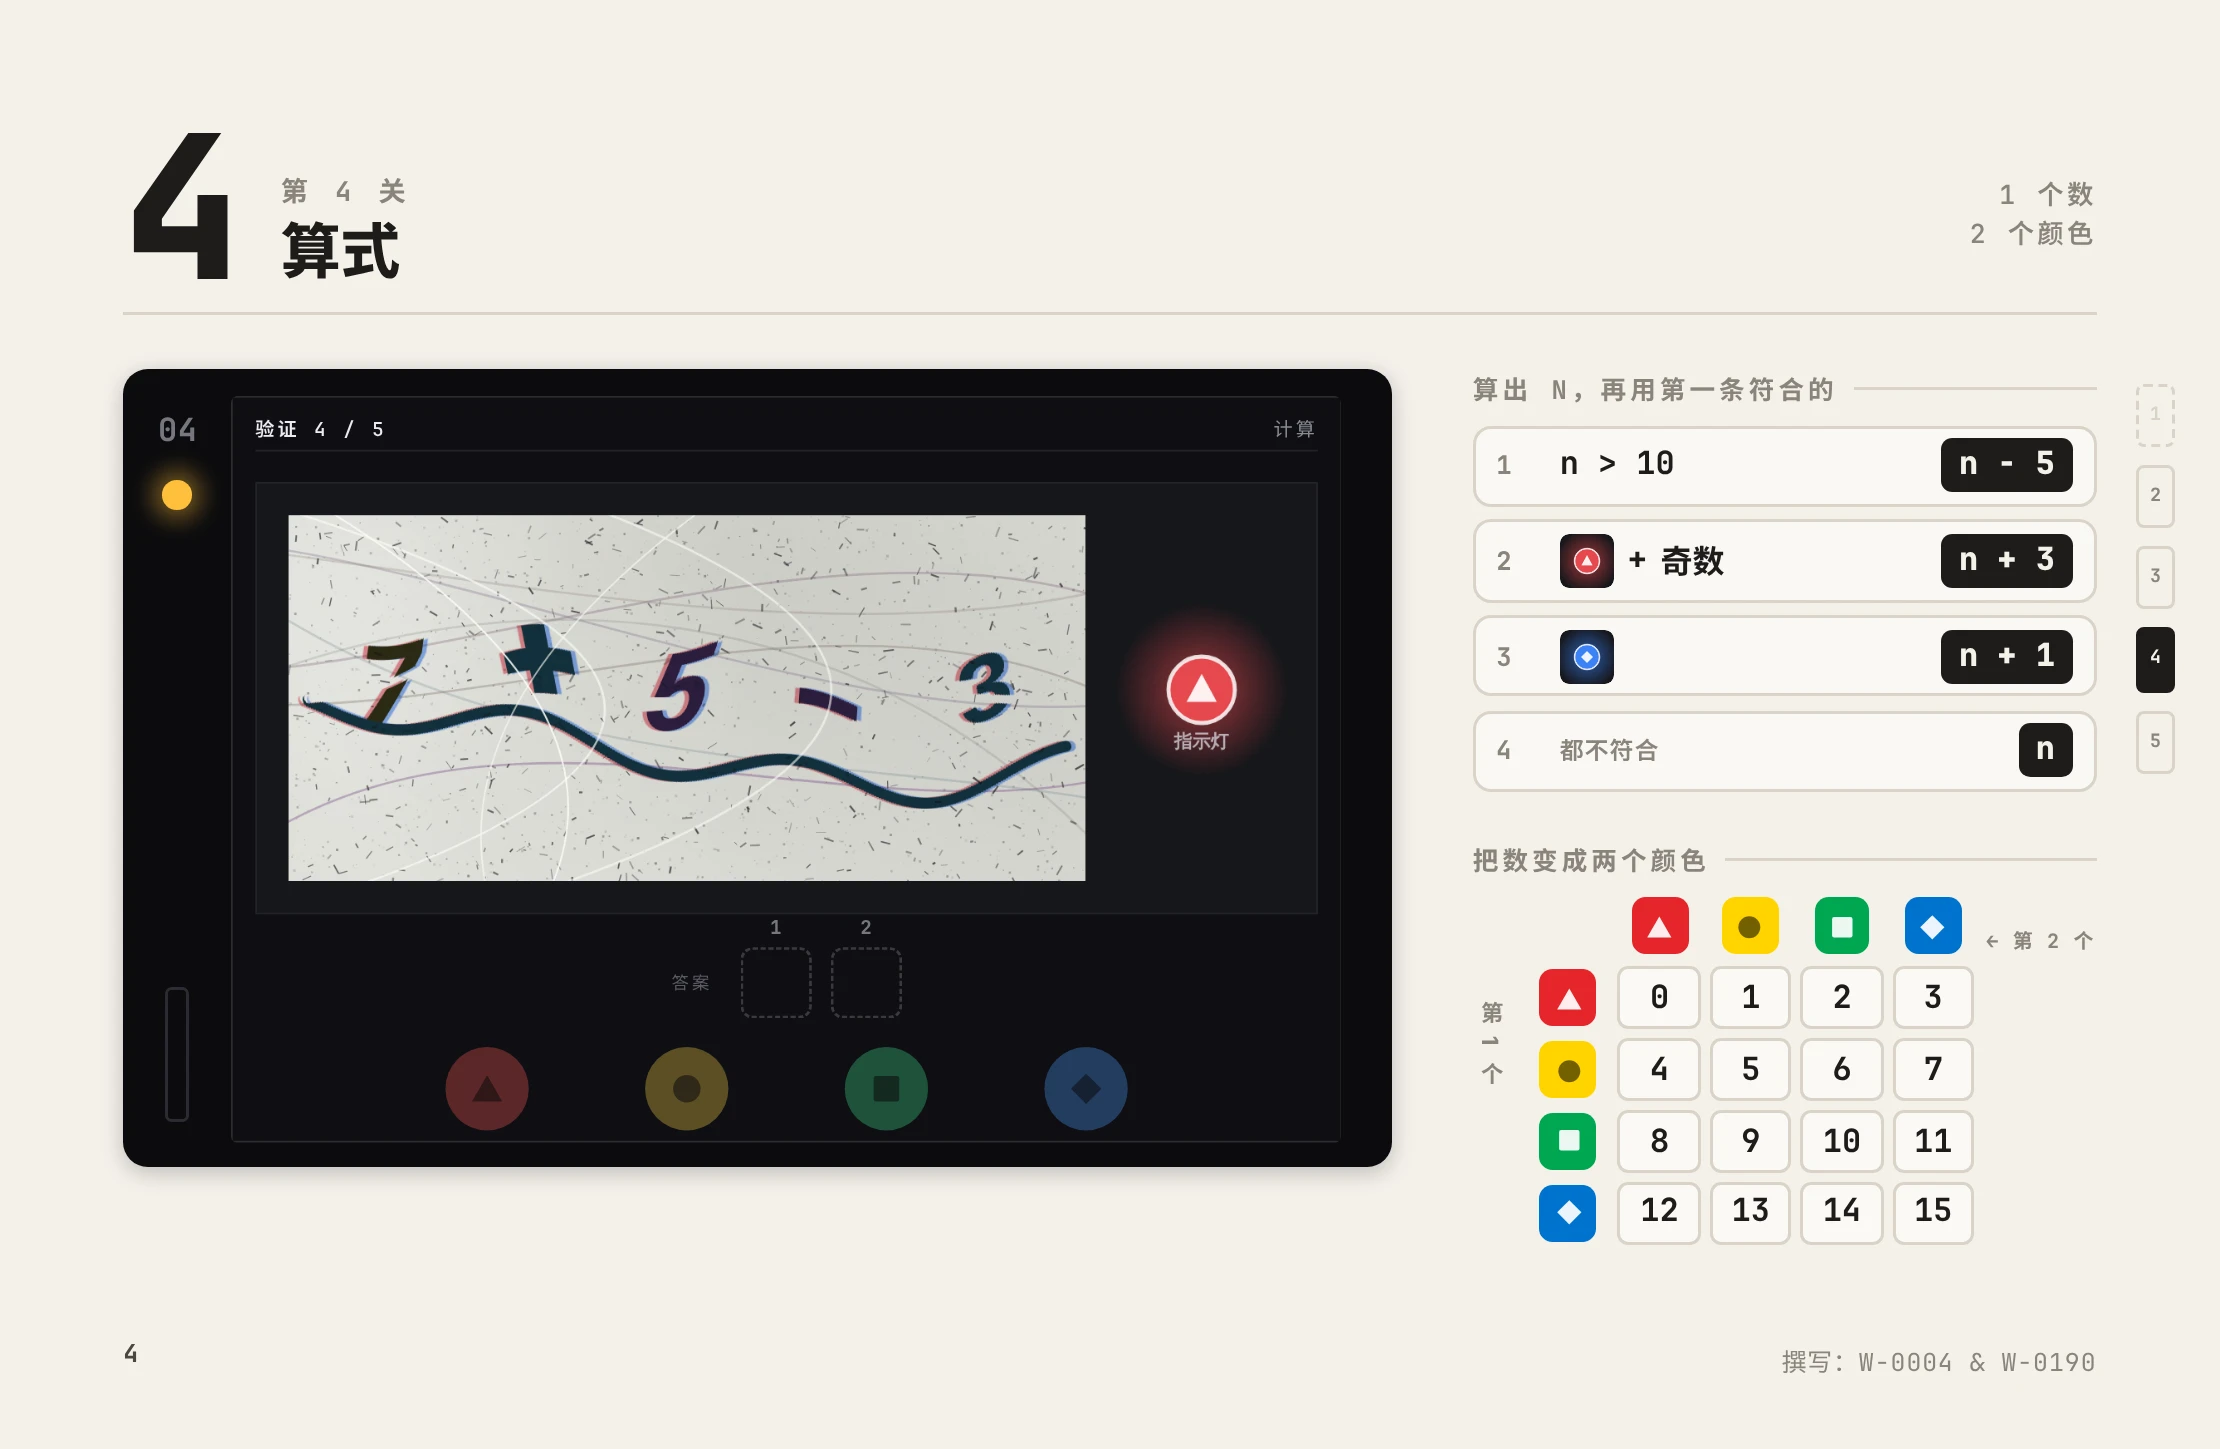 4
第 4 关
算式
1 个数
2 个颜色
04
验证 4 / 5
计算
7 + 5 - 3
指示灯
1 2
答案
算出 N，再用第一条符合的
1 n > 10 n - 5
2 + 奇数 n + 3
3 n + 1
4 都不符合 n
把数变成两个颜色
← 第 2 个
第 1 个
0 1 2 3
4 5 6 7
8 9 10 11
12 13 14 15
1
2
3
4
5
4
撰写：W-0004 & W-0190